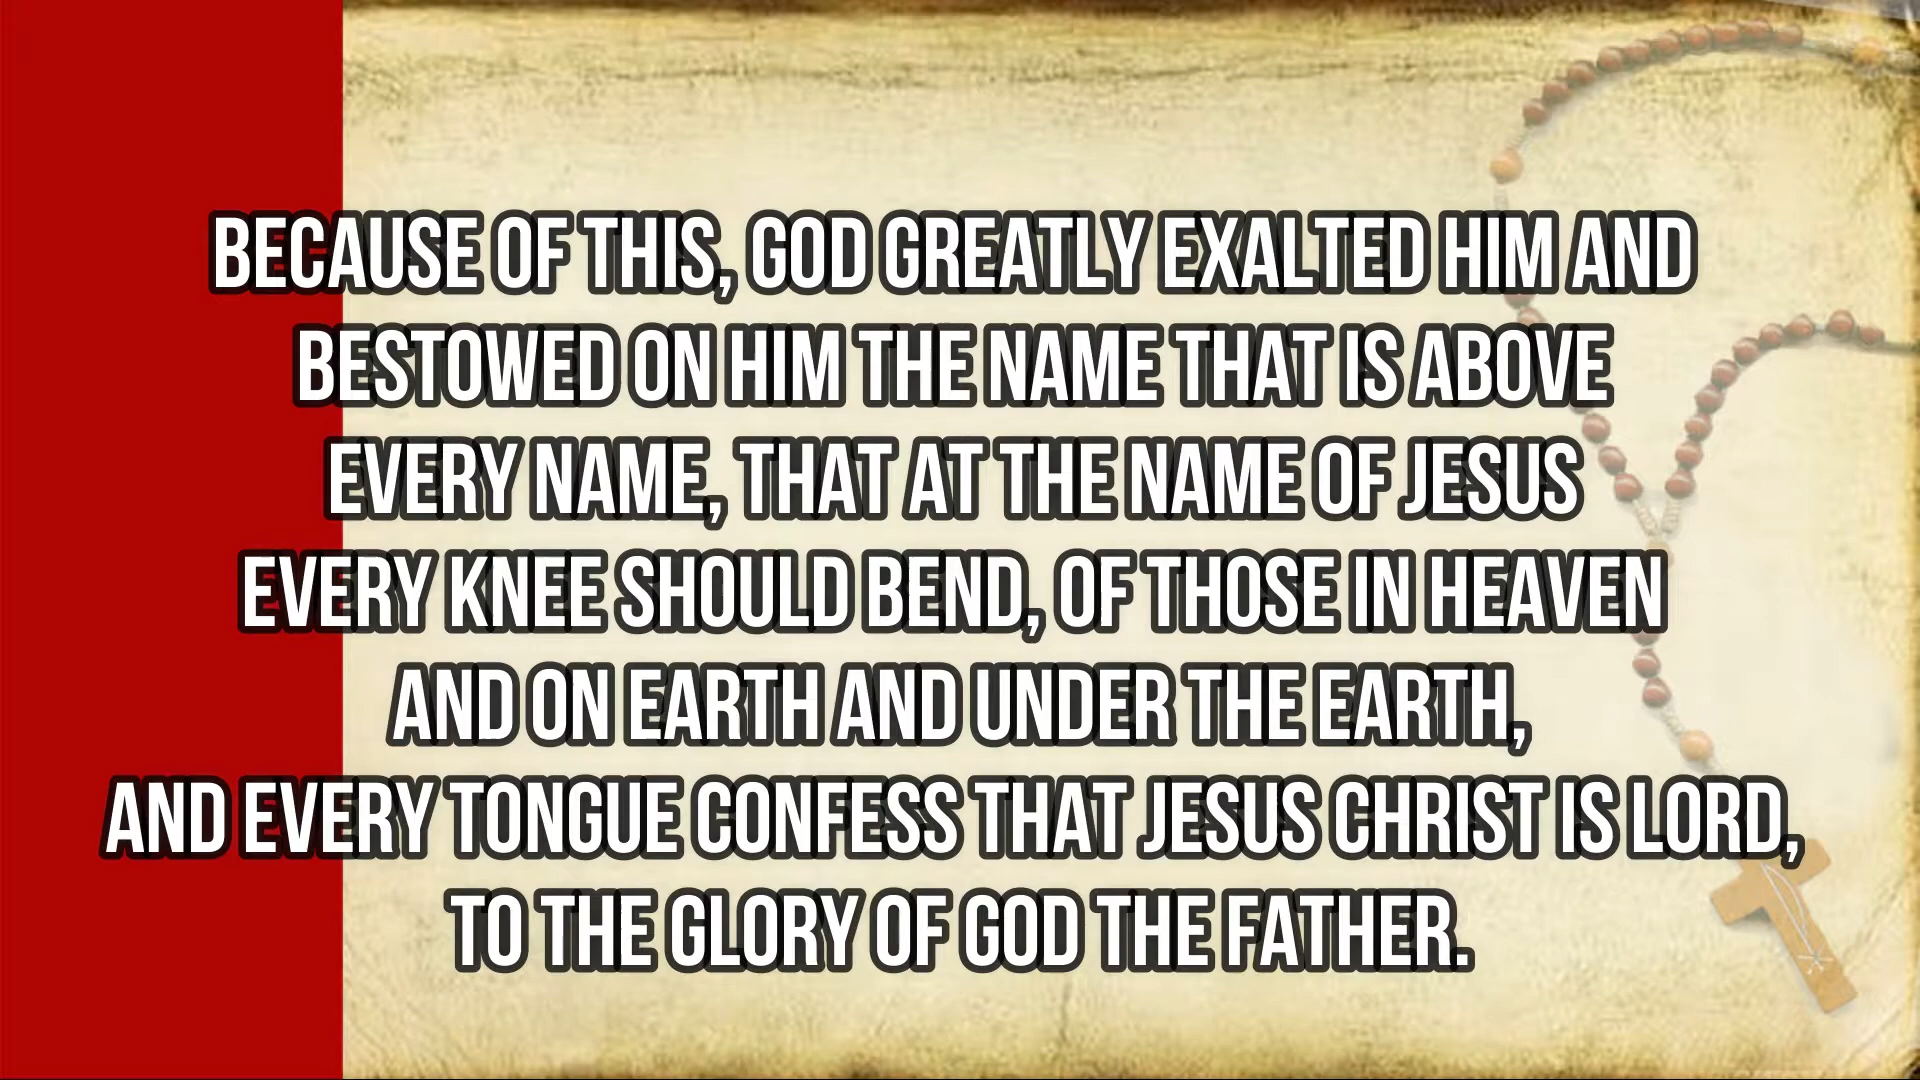 BECAUSE OF THIS, GOD GREATLY EXALTED HIM AND
BESTOWED ON HIM THE NAME THAT IS ABOVE
EVERY NAME, THAT AT THE NAME OF JESUS
EVERY KNEE SHOULD BEND, OF THOSE IN HEAVEN
AND ON EARTH AND UNDER THE EARTH,
AND EVERY TONGUE CONFESS THAT JESUS CHRIST IS LORD,
TO THE GLORY OF GOD THE FATHER.